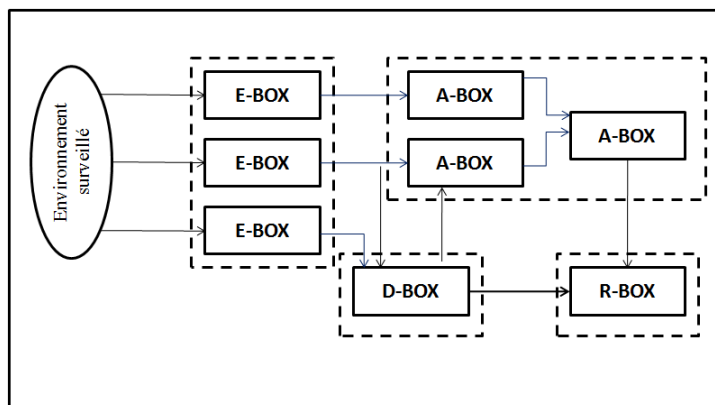 Environnement
surveillé
E-BOX
E-BOX
E-BOX
A-BOX
A-BOX
A-BOX
D-BOX
R-BOX